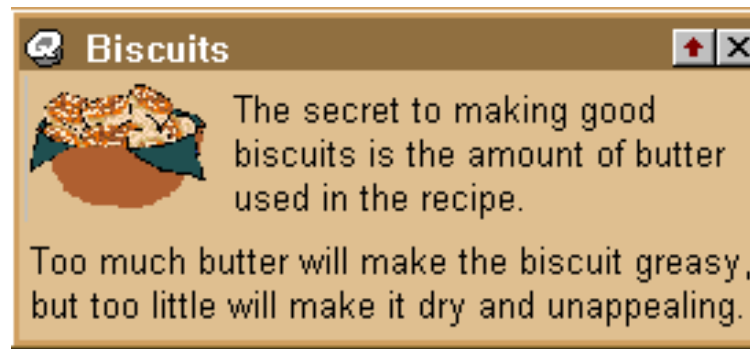 Biscuits
The secret to making good
biscuits is the amount of butter
used in the recipe.
Too much butter will make the biscuit greasy,
but too little will make it dry and unappealing.